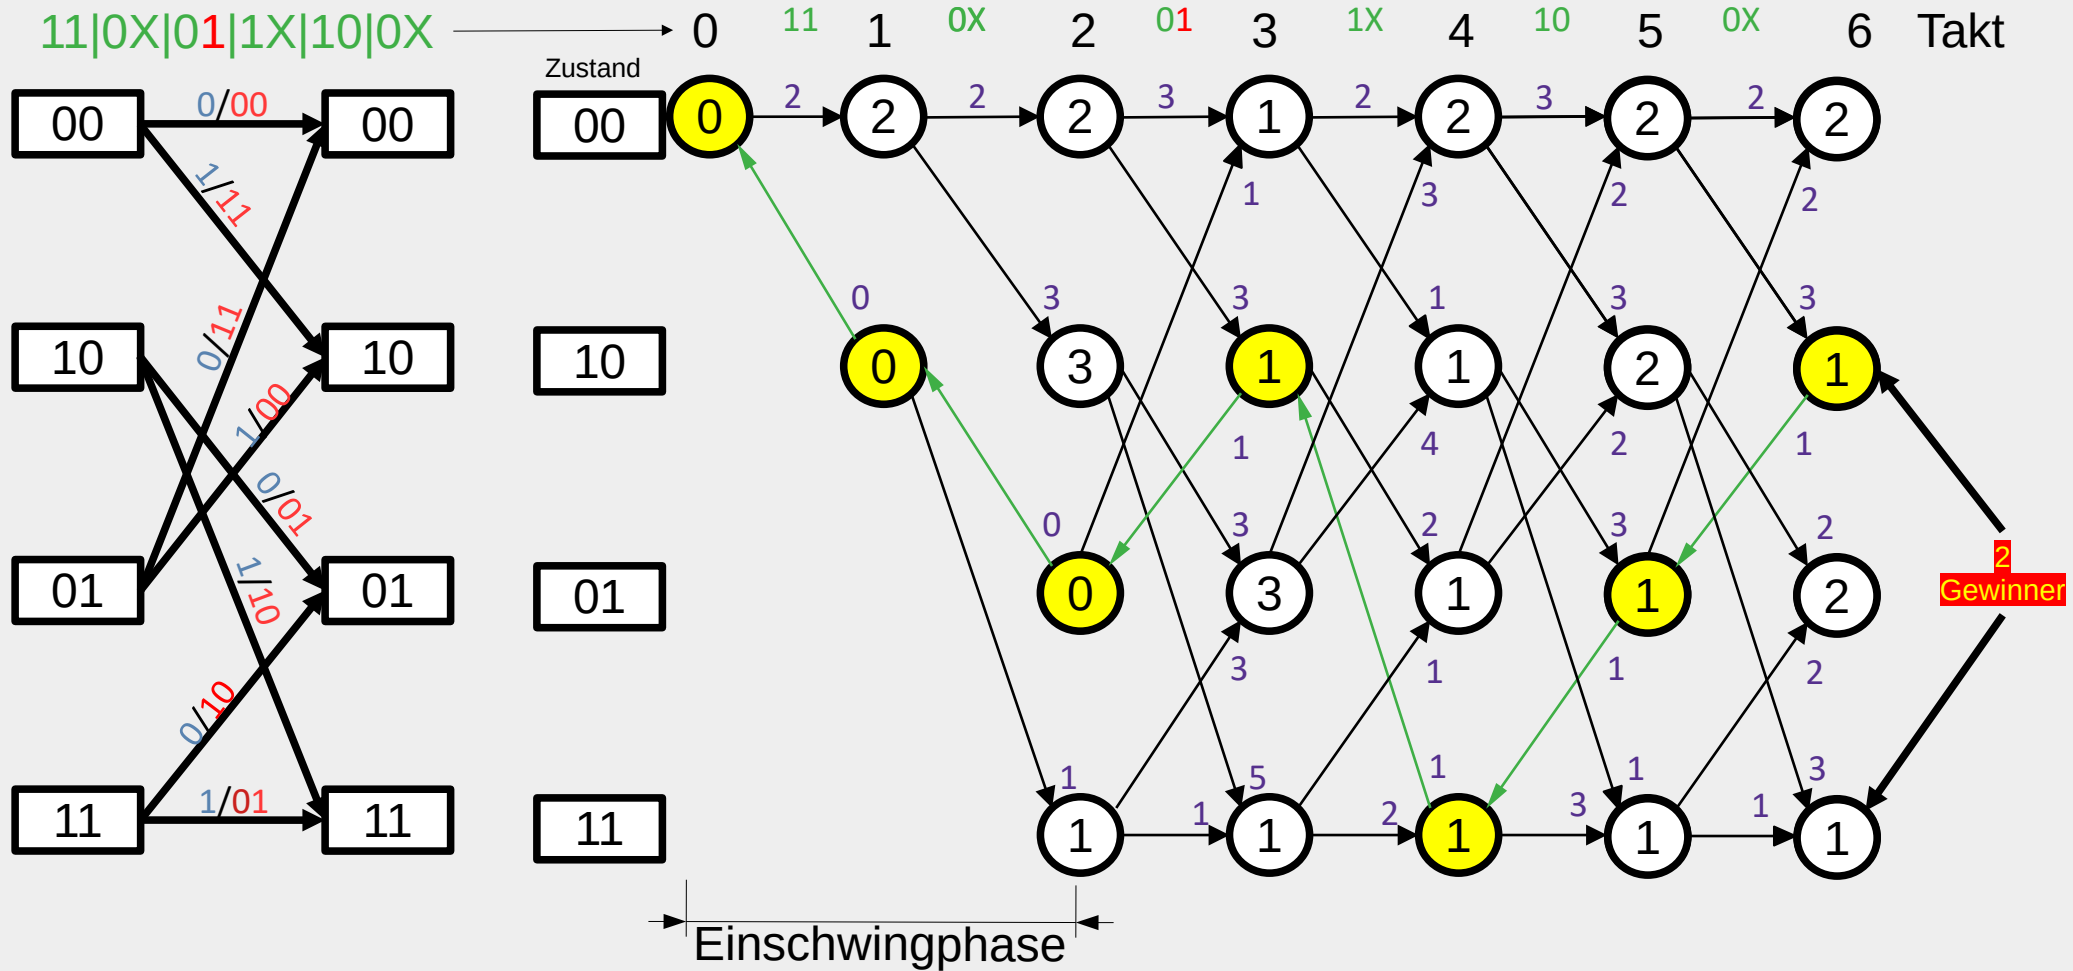 11|0X|01|1X|10|0X
0 11 1 0X 2 01 3 1X 4 10 5 0X 6 Takt
Zustand
0/00
2 2 3 2 3 2
00 00 00 0 2 2 1 2 2 2
1/11
1 3 2 2
0/11
0 3 3 1 3 3
10 10 10 0 3 1 1 2 1
1/00
1 4 2 1
0/01
0 3 2 3 2
1/10
2
Gewinner
01 01 01 0 3 1 1 2
3 1 1 2
0/10
1 5 1 1 3
1/01
1 2 3 1
11 11 11 1 1 1 1 1
Einschwingphase